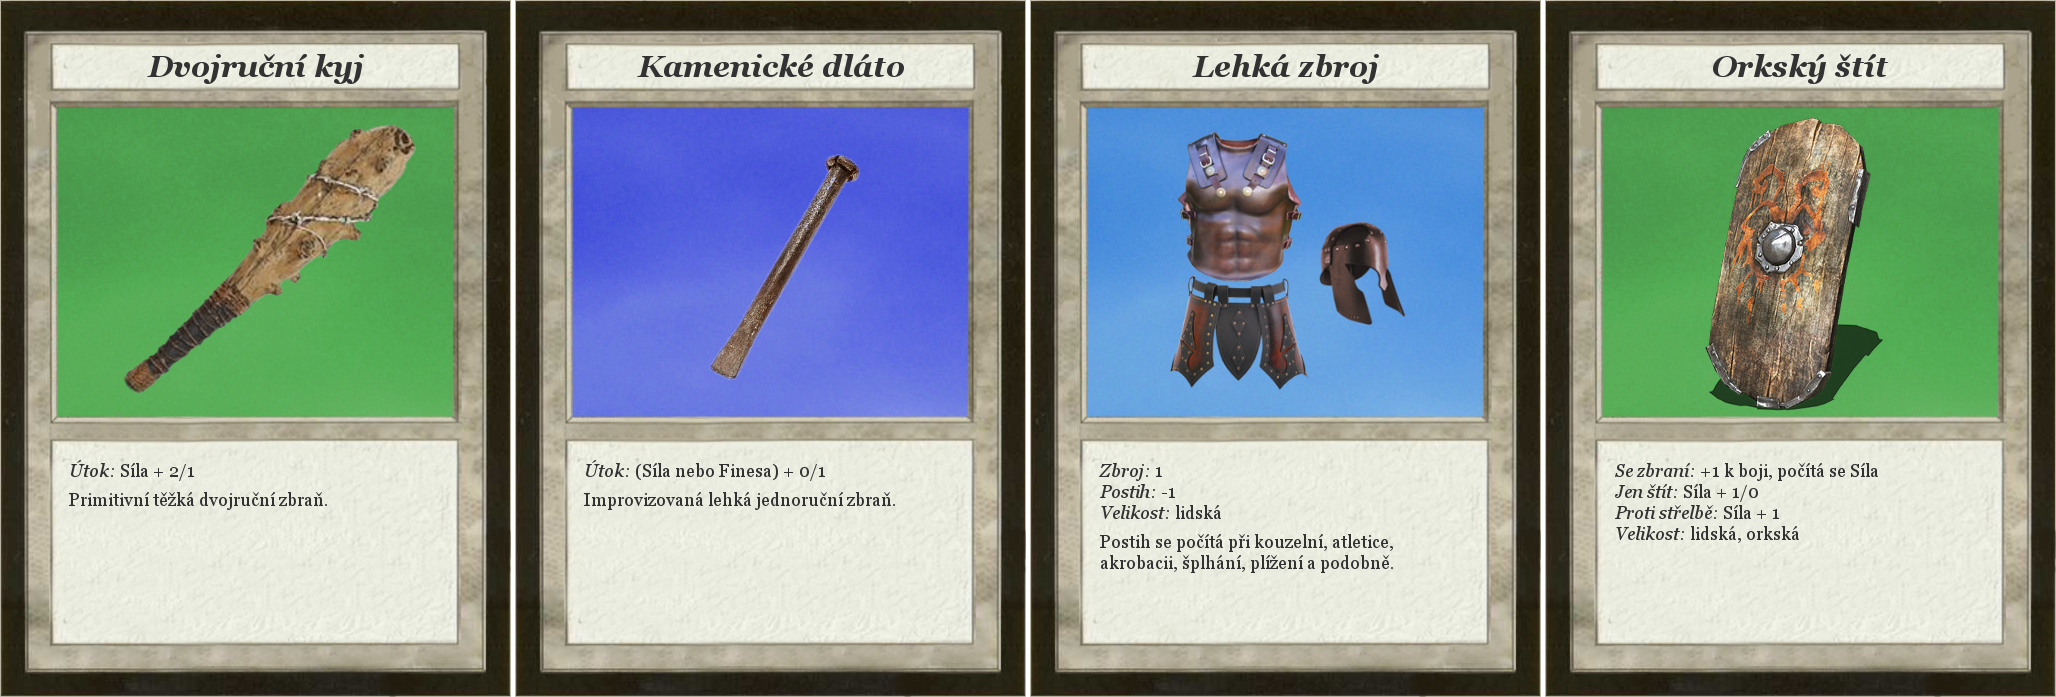 Dvojruční kyj
Útok: Síla + 2/1
Primitivní těžká dvojruční zbraň.
Kamenické dláto
Útok: (Síla nebo Finesa) + 0/1
Improvizovaná lehká jednoruční zbraň.
Lehká zbroj
Zbroj: 1
Postih: -1
Velikost: lidská
Postih se počítá při kouzelní, atletice,
akrobacii, šplhání, plížení a podobně.
Orkský štít
Se zbraní: +1 k boji, počítá se Síla
Jen štít: Síla + 1/0
Proti střelbě: Síla + 1
Velikost: lidská, orkská